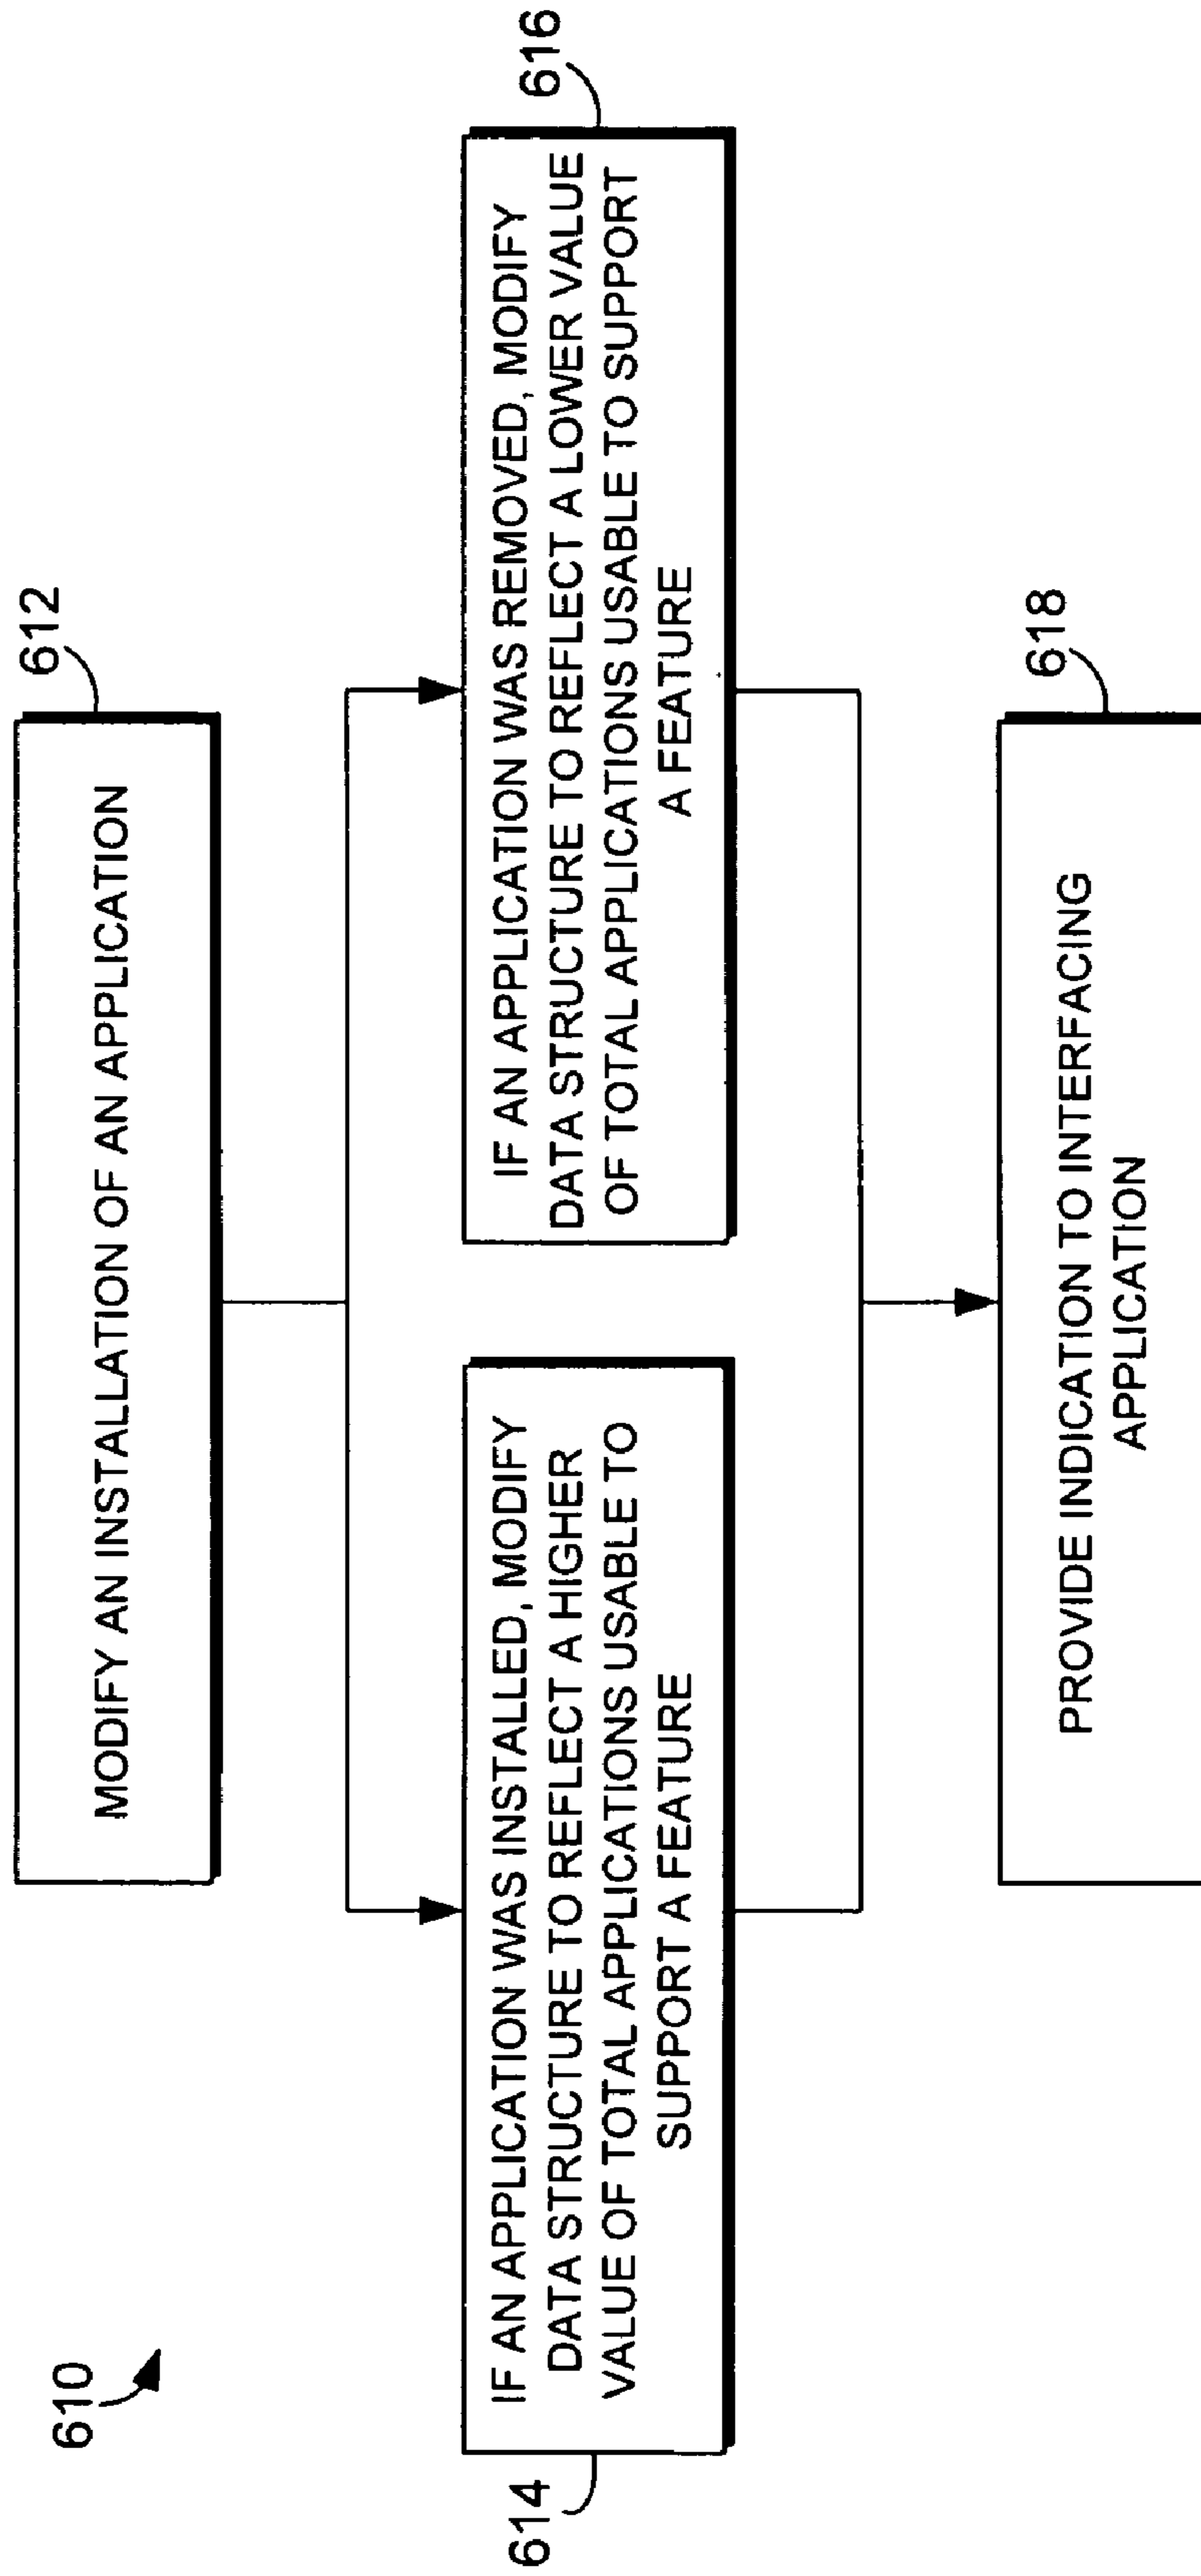 610
612
MODIFY AN INSTALLATION OF AN APPLICATION
614
IF AN APPLICATION WAS INSTALLED, MODIFY
DATA STRUCTURE TO REFLECT A HIGHER
VALUE OF TOTAL APPLICATIONS USABLE TO
SUPPORT A FEATURE
616
IF AN APPLICATION WAS REMOVED, MODIFY
DATA STRUCTURE TO REFLECT A LOWER VALUE
OF TOTAL APPLICATIONS USABLE TO SUPPORT
A FEATURE
618
PROVIDE INDICATION TO INTERFACING
APPLICATION